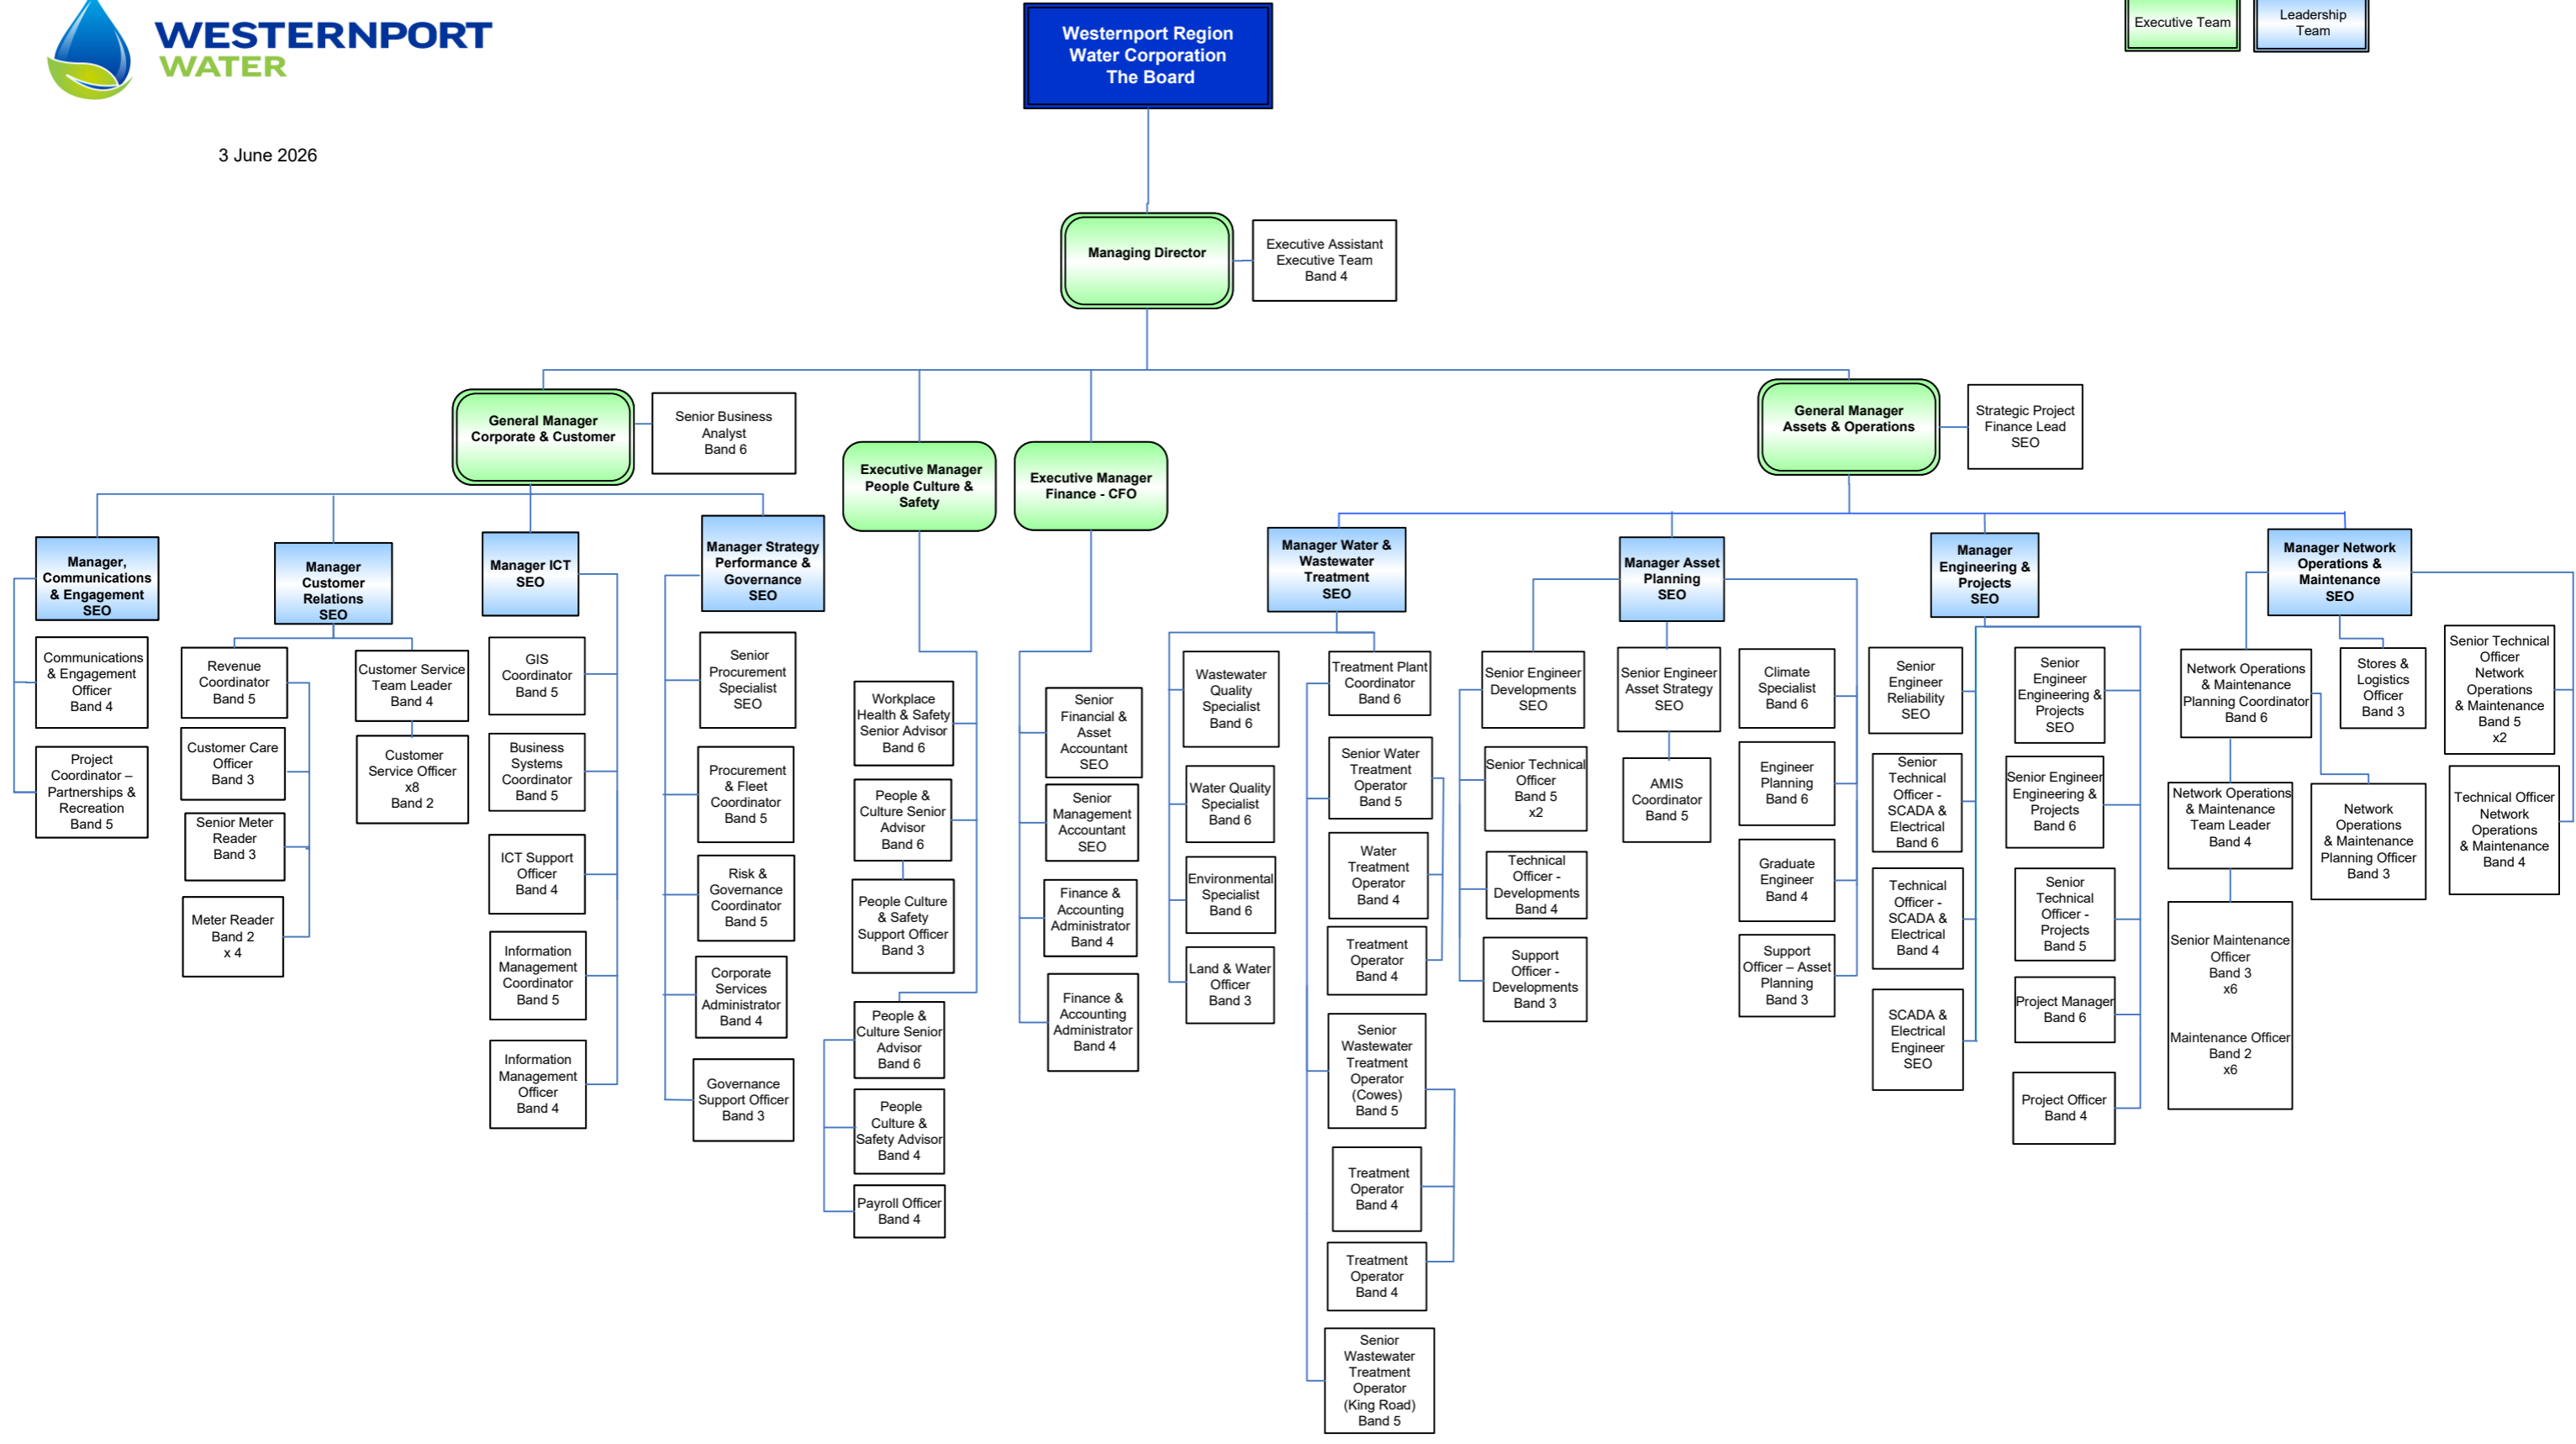 WESTERNPORT
WATER
3 June 2026
Westernport Region
Water Corporation
The Board
Executive Team
Leadership
Team
Managing Director
Executive Assistant
Executive Team
Band 4
General Manager
Corporate & Customer
Senior Business
Analyst
Band 6
Executive Manager
People Culture &
Safety
Executive Manager
Finance - CFO
General Manager
Assets & Operations
Strategic Project
Finance Lead
SEO
Manager,
Communications
& Engagement
SEO
Manager
Customer
Relations
SEO
Manager ICT
SEO
Manager Strategy
Performance &
Governance
SEO
Manager Water &
Wastewater
Treatment
SEO
Manager Asset
Planning
SEO
Manager
Engineering &
Projects
SEO
Manager Network
Operations &
Maintenance
SEO
Communications
& Engagement
Officer
Band 4
Project
Coordinator –
Partnerships &
Recreation
Band 5
Revenue
Coordinator
Band 5
Customer Care
Officer
Band 3
Senior Meter
Reader
Band 3
Meter Reader
Band 2
x 4
Customer Service
Team Leader
Band 4
Customer
Service Officer
x8
Band 2
GIS
Coordinator
Band 5
Business
Systems
Coordinator
Band 5
ICT Support
Officer
Band 4
Information
Management
Coordinator
Band 5
Information
Management
Officer
Band 4
Senior
Procurement
Specialist
SEO
Procurement
& Fleet
Coordinator
Band 5
Risk &
Governance
Coordinator
Band 5
Corporate
Services
Administrator
Band 4
Governance
Support Officer
Band 3
Workplace
Health & Safety
Senior Advisor
Band 6
People &
Culture Senior
Advisor
Band 6
People Culture
& Safety
Support Officer
Band 3
People &
Culture Senior
Advisor
Band 6
People
Culture &
Safety Advisor
Band 4
Payroll Officer
Band 4
Senior
Financial &
Asset
Accountant
SEO
Senior
Management
Accountant
SEO
Finance &
Accounting
Administrator
Band 4
Finance &
Accounting
Administrator
Band 4
Wastewater
Quality
Specialist
Band 6
Water Quality
Specialist
Band 6
Environmental
Specialist
Band 6
Land & Water
Officer
Band 3
Treatment Plant
Coordinator
Band 6
Senior Water
Treatment
Operator
Band 5
Water
Treatment
Operator
Band 4
Treatment
Operator
Band 4
Senior
Wastewater
Treatment
Operator
(Cowes)
Band 5
Treatment
Operator
Band 4
Treatment
Operator
Band 4
Senior
Wastewater
Treatment
Operator
(King Road)
Band 5
Senior Engineer
Developments
SEO
Senior Technical
Officer
Band 5
x2
Technical
Officer -
Developments
Band 4
Support
Officer -
Developments
Band 3
Senior Engineer
Asset Strategy
SEO
AMIS
Coordinator
Band 5
Climate
Specialist
Band 6
Engineer
Planning
Band 6
Graduate
Engineer
Band 4
Support
Officer – Asset
Planning
Band 3
Senior
Engineer
Reliability
SEO
Senior
Technical
Officer -
SCADA &
Electrical
Band 6
Technical
Officer -
SCADA &
Electrical
Band 4
SCADA &
Electrical
Engineer
SEO
Senior
Engineer
Engineering &
Projects
SEO
Senior Engineer
Engineering &
Projects
Band 6
Senior
Technical
Officer -
Projects
Band 5
Project Manager
Band 6
Project Officer
Band 4
Network Operations
& Maintenance
Planning Coordinator
Band 6
Network Operations
& Maintenance
Team Leader
Band 4
Senior Maintenance
Officer
Band 3
x6
Maintenance Officer
Band 2
x6
Stores &
Logistics
Officer
Band 3
Network
Operations
& Maintenance
Planning Officer
Band 3
Senior Technical
Officer
Network
Operations
& Maintenance
Band 5
x2
Technical Officer
Network
Operations
& Maintenance
Band 4